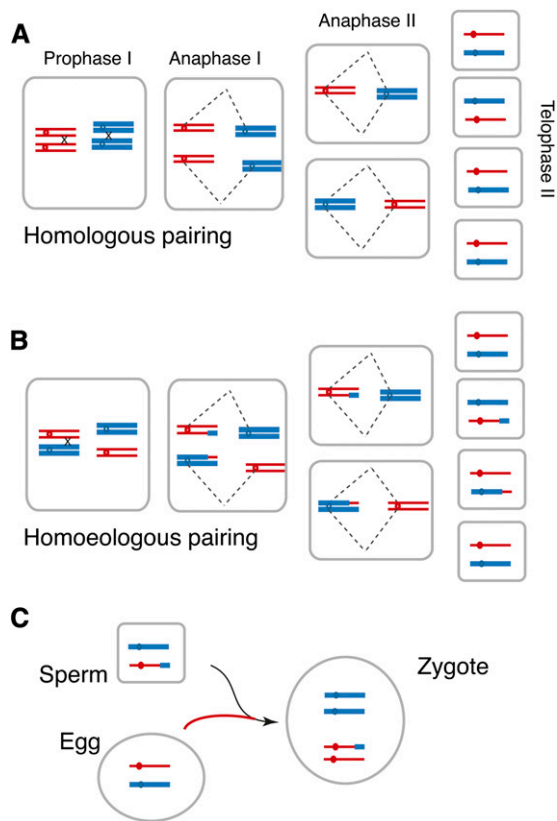 A
Prophase I
Anaphase I
Anaphase II
Telophase II
Homologous pairing
B
Homoeologous pairing
C
Sperm
Zygote
Egg